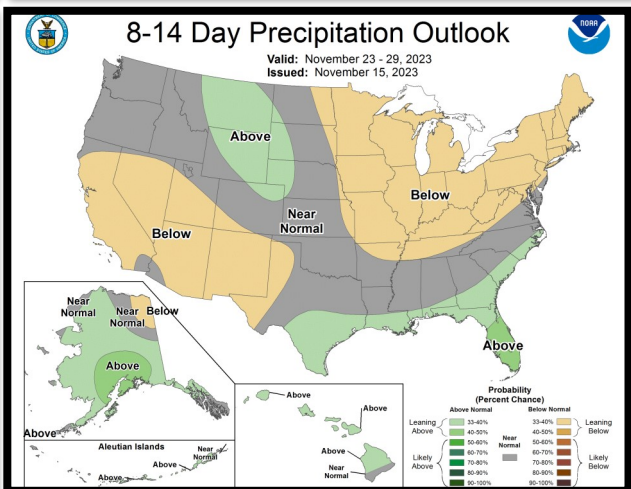 8-14 Day Precipitation Outlook
Valid: November 23 - 29, 2023
Issued: November 15, 2023
NOAA
Above
Below
Near
Normal
Below
Above
Near
Normal
Near
Normal
Below
Above
Above
Aleutian Islands
Near
Normal
Above
Above
Above
Above
Above
Near
Normal
Probability
(Percent Chance)
Above Normal
Below Normal
Leaning
Above
33-40%
40-50%
50-60%
60-70%
70-80%
80-90%
90-100%
Likely
Above
Near
Normal
33-40%
40-50%
50-60%
60-70%
70-80%
80-90%
90-100%
Leaning
Below
Likely
Below